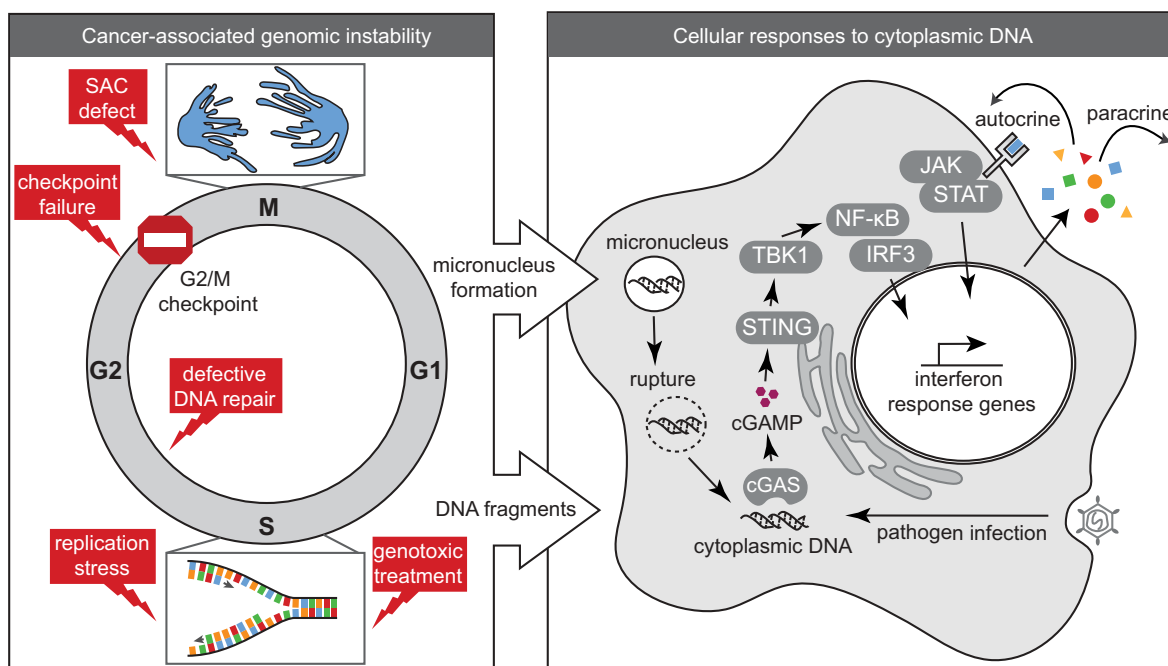 Cancer-associated genomic instability
SAC
defect
checkpoint
failure
M
G2/M
checkpoint
G2
G1
defective
DNA repair
S
replication
stress
genotoxic
treatment
micronucleus
formation
DNA fragments
Cellular responses to cytoplasmic DNA
autocrine
paracrine
JAK
STAT
NF-κB
IRF3
TBK1
micronucleus
STING
rupture
cGAMP
cGAS
cytoplasmic DNA
interferon
response genes
pathogen infection